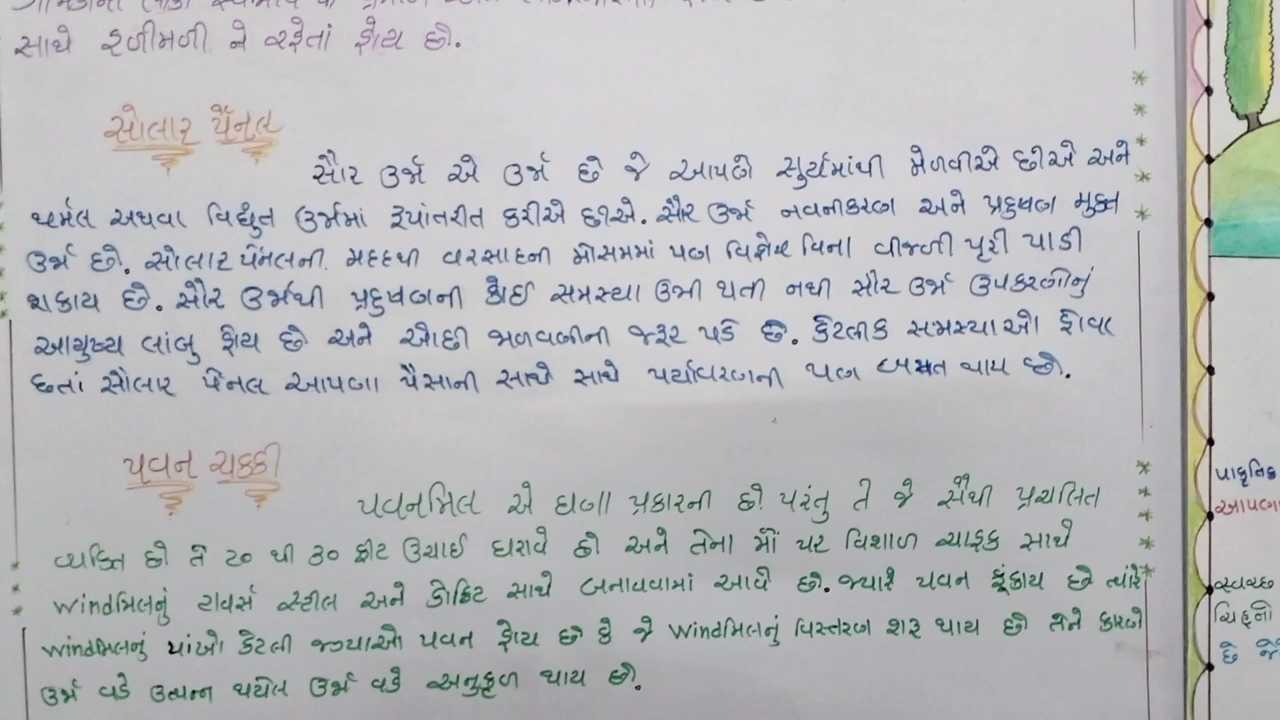 સાથે હળીમળી ને રહેતાં હોય છે.
સોલાર પેંનલ
સૌર ઉર્જા એ ઉર્જા છે જે આપણે સુર્યમાંથી મેળવીએ છીએ અને
થર્મલ અથવા વિદ્યુત ઉર્જામાં રૂપાંતરીત કરીએ છીએ. સૌર ઉર્જા નવનીકરણ અને પ્રદુષણ મુક્ત
ઉર્જા છે. સોલાર પેંનલની મદદથી વરસાદની મોસમમાં પણ વિક્ષેપ વિના વીજળી પૂરી પાડી
શકાય છે. સૌર ઉર્જાથી પ્રદુષણની કોઈ સમસ્યા ઉભી થતી નથી સૌર ઉર્જા ઉપકરણોનું
આયુષ્ય લાંબુ હોય છે અને ઓછી જાળવણીની જરૂર પડે છે. કેટલીક સમસ્યાઓ હોવા
છતાં સોલાર પેનલ આપણા પૈસાની સાથે સાથે પર્યાવરણની પણ બચત થાય છે.
પવન ચક્કી
પવનમિલ એ ઘણા પ્રકારની છે. પરંતુ તે જે સૌથી પ્રચલિત
વ્યક્તિ છે તે ૨૦ થી ૩૦ ફીટ ઉચાઈ ધરાવે છે અને તેના મોં પર વિશાળ ચાહક સાથે
windમિલનું ટાવર્સ સ્ટીલ અને કોંક્રિટ સાથે બનાવવામાં આવે છે. જ્યારે પવન ફૂંકાય છે ત્યારે
windમિલનું પાંખો કેટલી જગ્યાઓ પવન હોય છે કે જે windમિલનું વિસ્તરણ શરૂ થાય છે તેને કારણે
ઉર્જા વડે ઉત્પન્ન થયેલ ઉર્જા વડે અનુકૂળ થાય છે.
પ્રાકૃતિક
આપણા
સ્વચ્છ
ચિહ્નો
છે જે